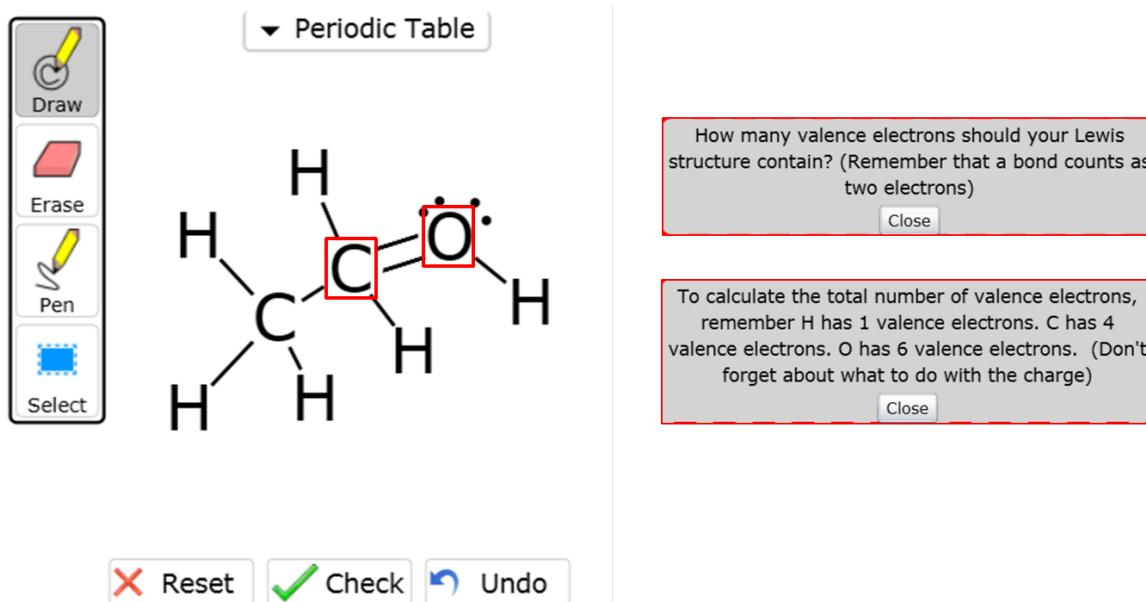 Periodic Table
Draw
Erase
Pen
Select
H
H
C
O
H
C
H
H
H
Reset
Check
Undo
How many valence electrons should your Lewis
structure contain? (Remember that a bond counts as
two electrons)
Close
To calculate the total number of valence electrons,
remember H has 1 valence electrons. C has 4
valence electrons. O has 6 valence electrons. (Don't
forget about what to do with the charge)
Close